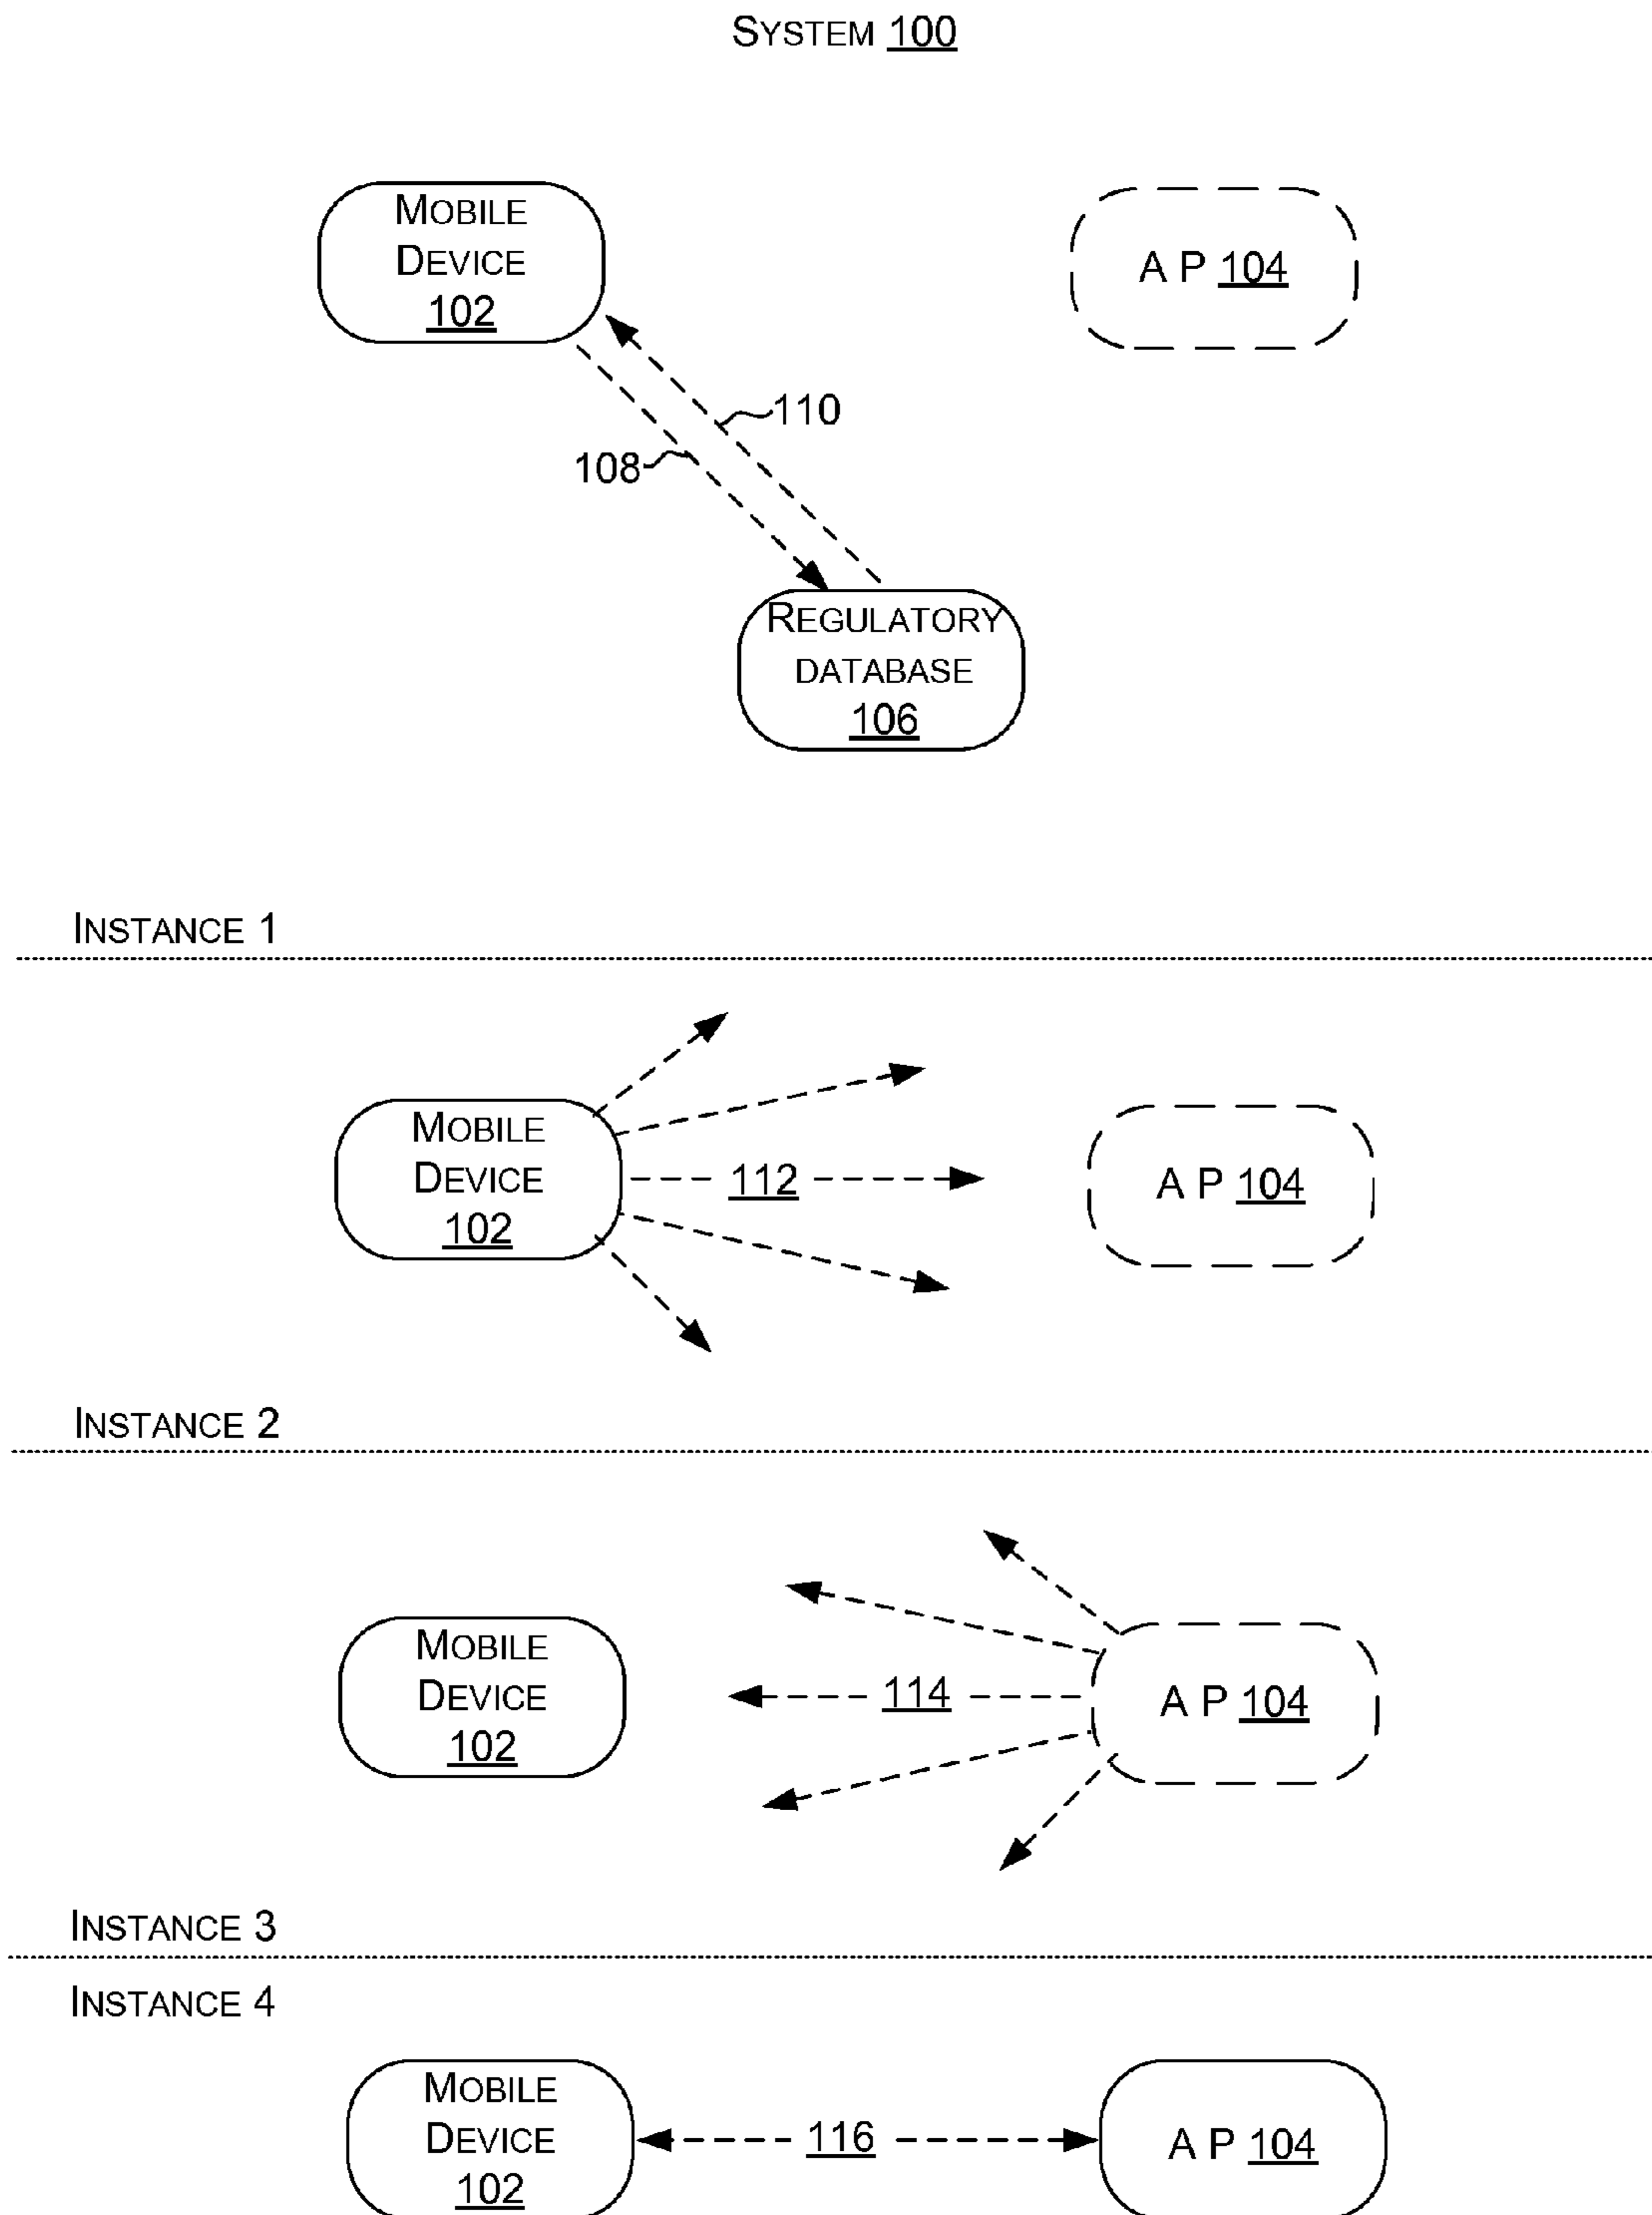 SYSTEM 100
MOBILE
DEVICE
102
A P 104
110
108
REGULATORY
DATABASE
106
INSTANCE 1
MOBILE
DEVICE
102
112
A P 104
INSTANCE 2
MOBILE
DEVICE
102
114
A P 104
INSTANCE 3
INSTANCE 4
MOBILE
DEVICE
102
116
A P 104